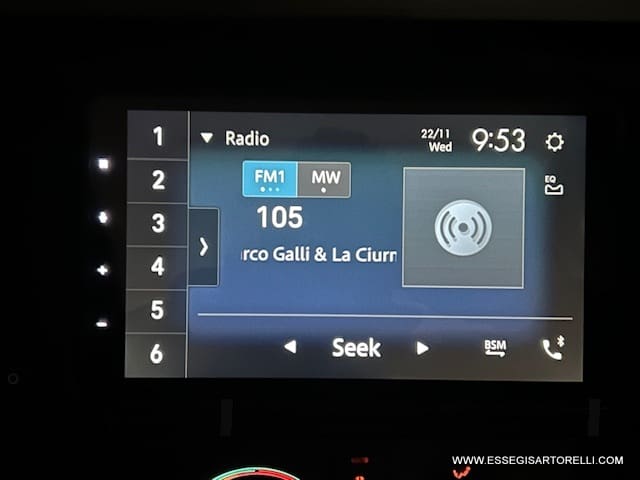 1
2
3
4
5
6
Radio
22/11
Wed
9:53
FM1
MW
EQ
105
rco Galli & La Ciurm
Seek
BSM
WWW.ESSEGISARTORELLI.COM